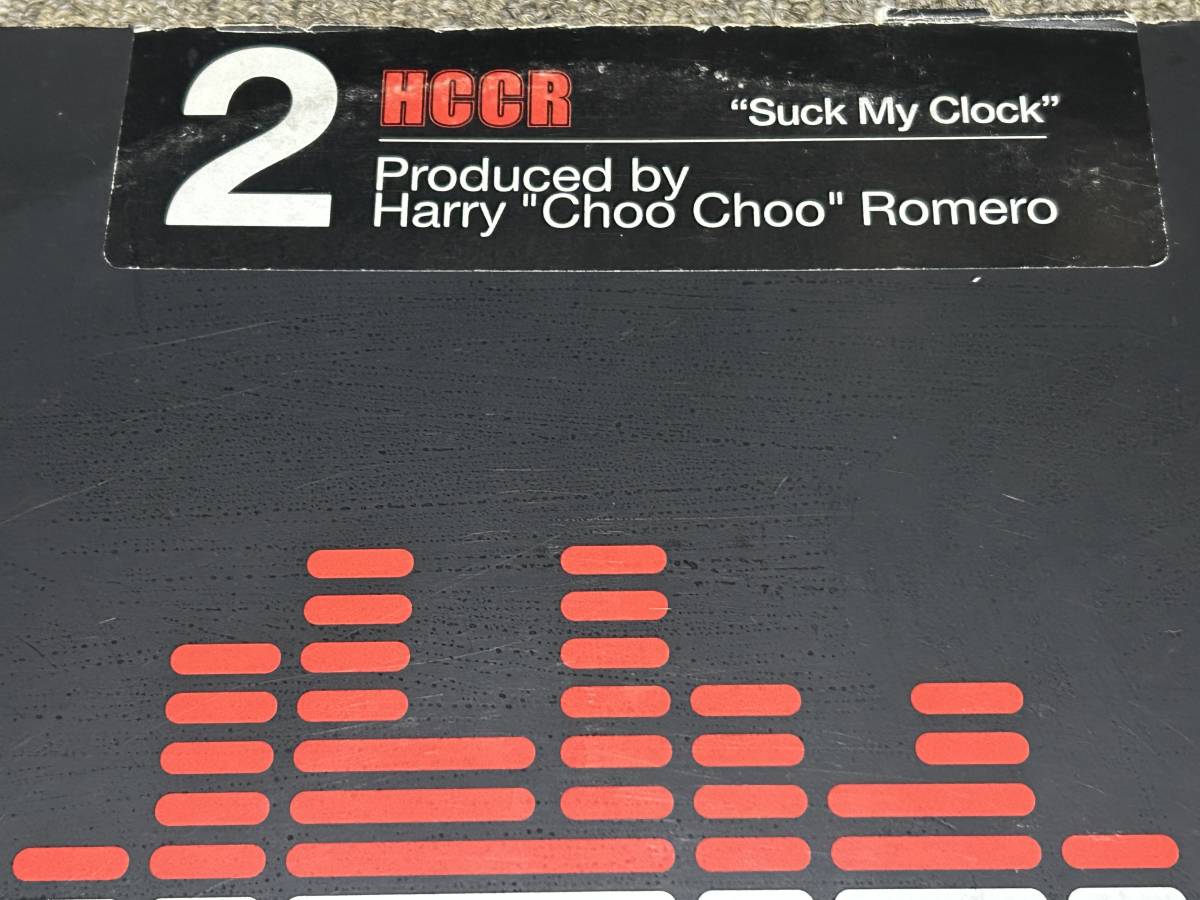 2
HCCR “Suck My Clock”
Produced by
Harry "Choo Choo" Romero